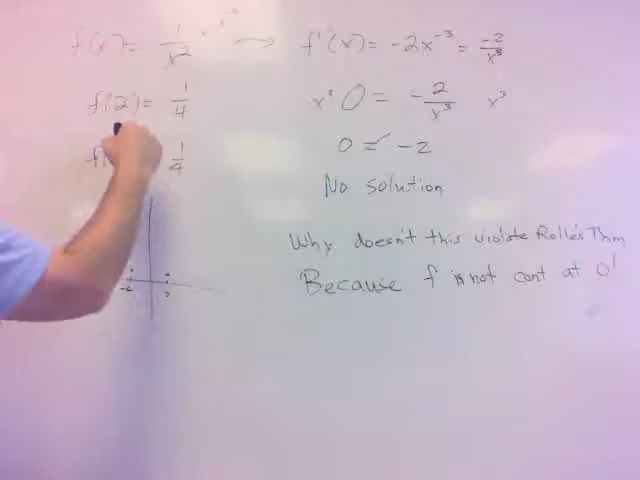 f(x) = 1/x² x⁻² → f'(x) = -2x⁻³ = -2/x³
f(2) = 1/4
x³ 0 = -2/x³ x³
f( 1/4
0 = -2
No solution
Why doesn't this violate Rolle's Thm
Because f is not cont at 0!
-2 2